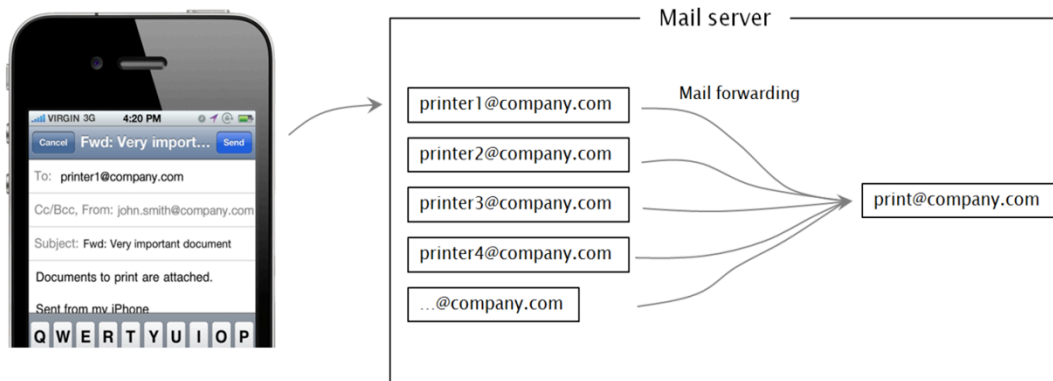 Mail server
VIRGIN 3G 4:20 PM
Cancel Fwd: Very import... Send
To: printer1@company.com
Cc/Bcc, From: john.smith@company.com
Subject: Fwd: Very important document
Documents to print are attached.
Sent from my iPhone
Q W E R T Y U I O P
printer1@company.com
printer2@company.com
printer3@company.com
printer4@company.com
...@company.com
Mail forwarding
print@company.com